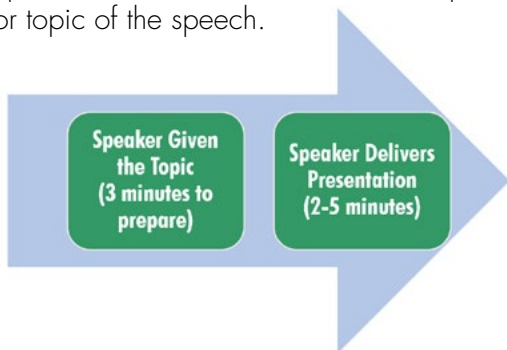 or topic of the speech.
Speaker Given
the Topic
(3 minutes to
prepare)
Speaker Delivers
Presentation
(2-5 minutes)